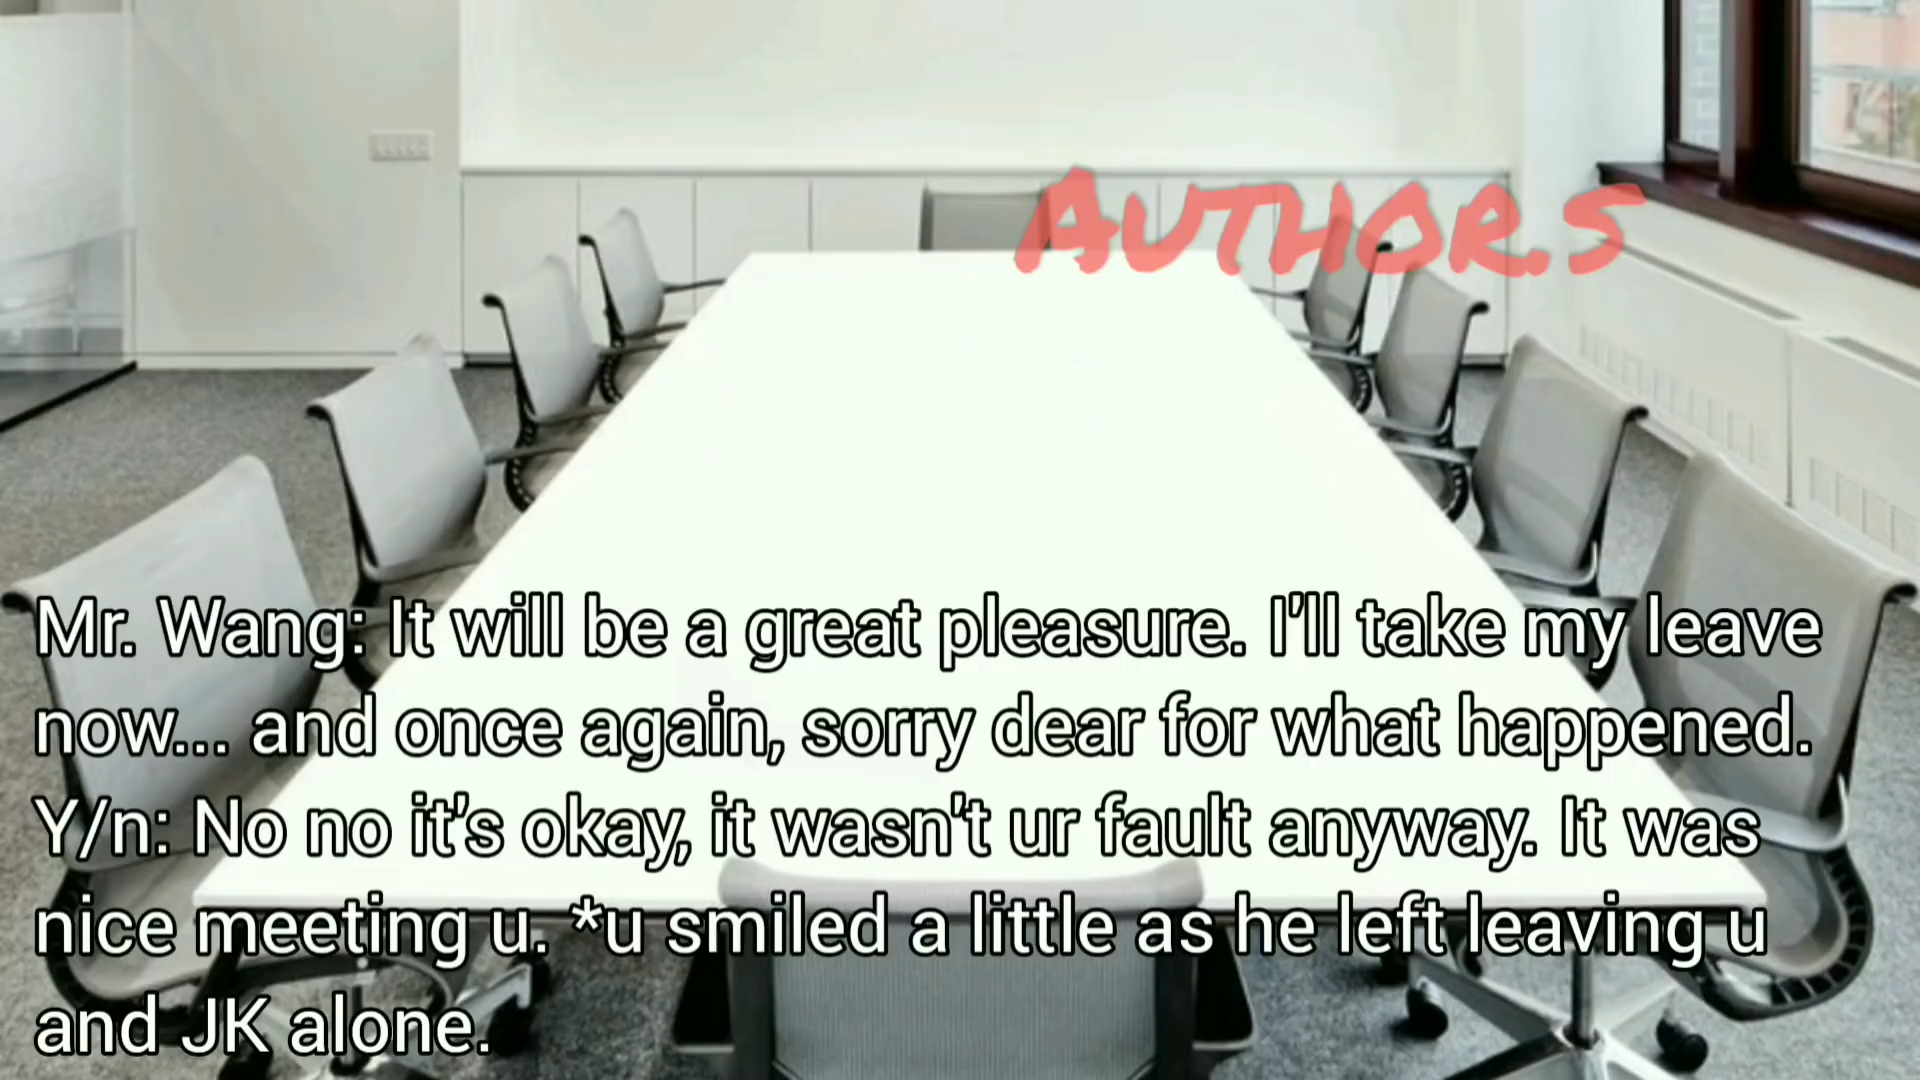 AUTHOR.S
Mr. Wang: It will be a great pleasure. I'll take my leave
now... and once again, sorry dear for what happened.
Y/n: No no it's okay, it wasn't ur fault anyway. It was
nice meeting u. *u smiled a little as he left leaving u
and JK alone.